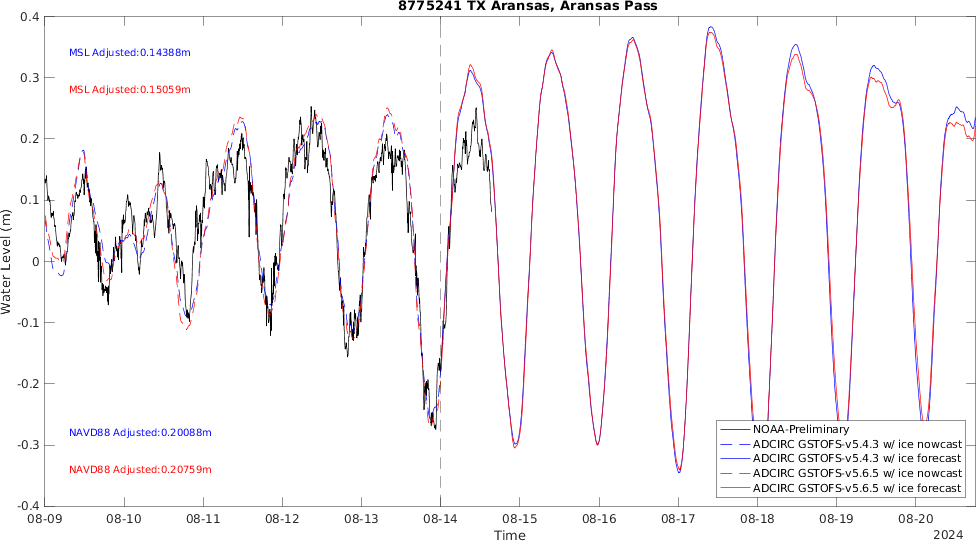 8775241 TX Aransas, Aransas Pass
MSL Adjusted:0.14388m
MSL Adjusted:0.15059m
NAVD88 Adjusted:0.20088m
NAVD88 Adjusted:0.20759m
Water Level (m)
0.4
0.3
0.2
0.1
0
-0.1
-0.2
-0.3
-0.4
NOAA-Preliminary
ADCIRC GSTOFS-v5.4.3 w/ ice nowcast
ADCIRC GSTOFS-v5.4.3 w/ ice forecast
ADCIRC GSTOFS-v5.6.5 w/ ice nowcast
ADCIRC GSTOFS-v5.6.5 w/ ice forecast
08-09 08-10 08-11 08-12 08-13 08-14 08-15 08-16 08-17 08-18 08-19 08-20
Time
2024